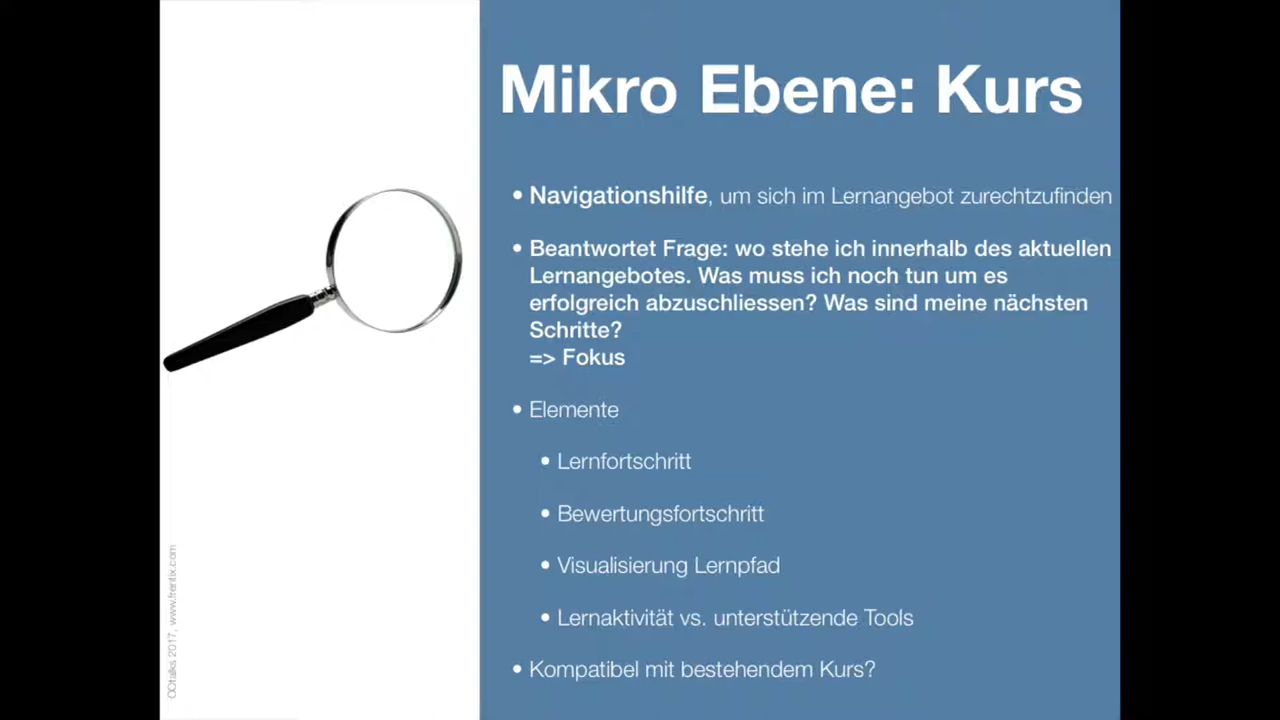 Mikro Ebene: Kurs
• Navigationshilfe, um sich im Lernangebot zurechtzufinden
• Beantwortet Frage: wo stehe ich innerhalb des aktuellen
Lernangebotes. Was muss ich noch tun um es
erfolgreich abzuschliessen? Was sind meine nächsten
Schritte?
=> Fokus
• Elemente
• Lernfortschritt
• Bewertungsfortschritt
• Visualisierung Lernpfad
• Lernaktivität vs. unterstützende Tools
• Kompatibel mit bestehendem Kurs?
OOtalks 2017, www.frentix.com